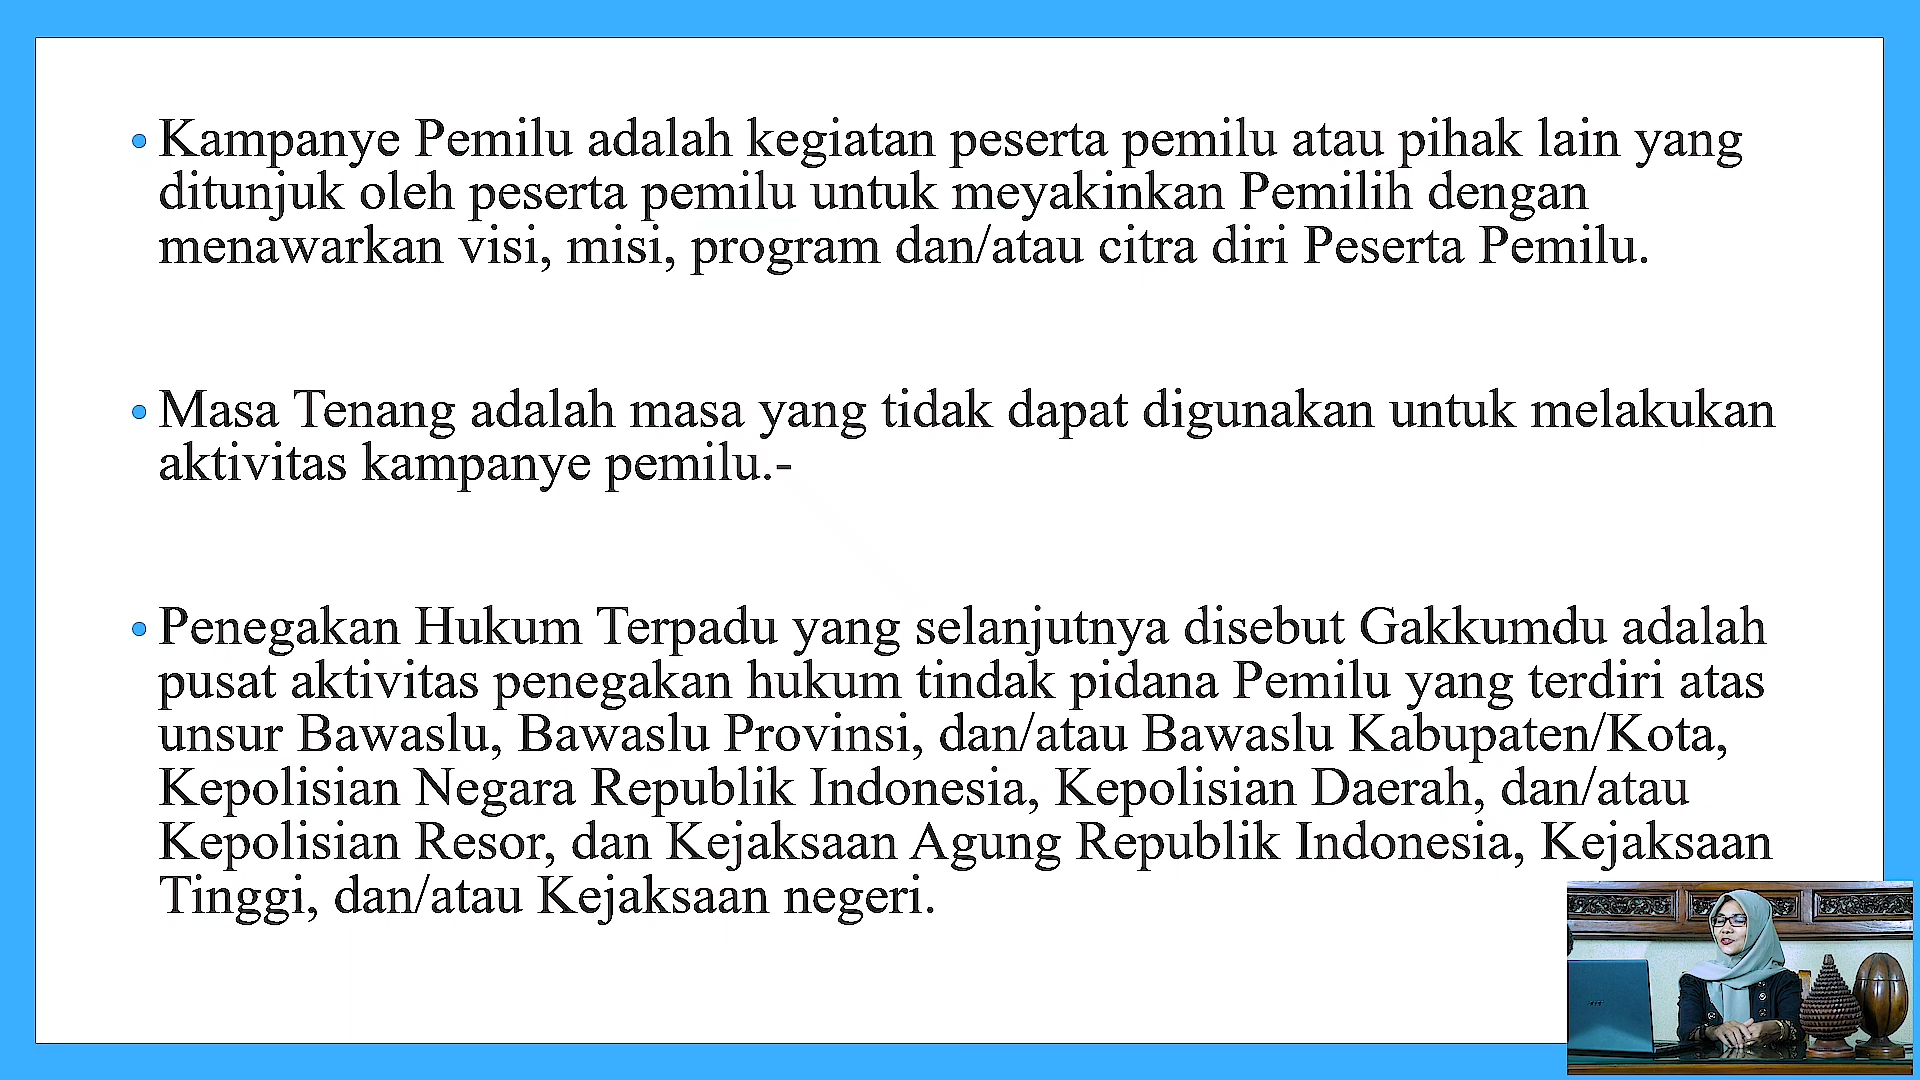 • Kampanye Pemilu adalah kegiatan peserta pemilu atau pihak lain yang
ditunjuk oleh peserta pemilu untuk meyakinkan Pemilih dengan
menawarkan visi, misi, program dan/atau citra diri Peserta Pemilu.
• Masa Tenang adalah masa yang tidak dapat digunakan untuk melakukan
aktivitas kampanye pemilu.-
• Penegakan Hukum Terpadu yang selanjutnya disebut Gakkumdu adalah
pusat aktivitas penegakan hukum tindak pidana Pemilu yang terdiri atas
unsur Bawaslu, Bawaslu Provinsi, dan/atau Bawaslu Kabupaten/Kota,
Kepolisian Negara Republik Indonesia, Kepolisian Daerah, dan/atau
Kepolisian Resor, dan Kejaksaan Agung Republik Indonesia, Kejaksaan
Tinggi, dan/atau Kejaksaan negeri.